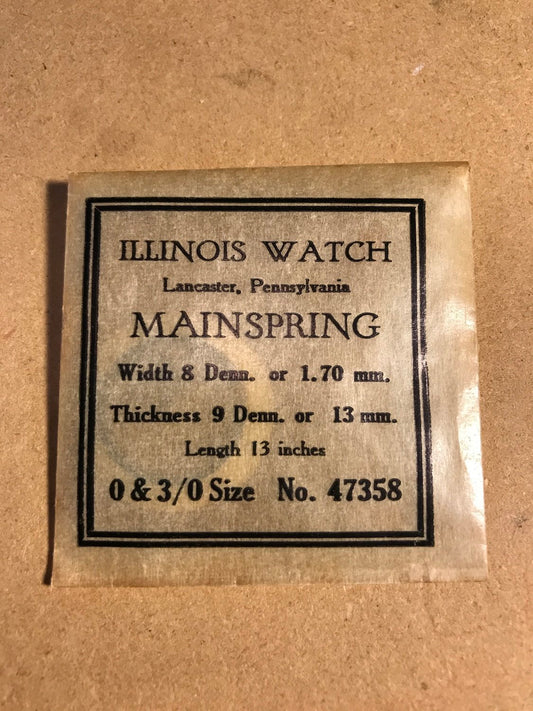 ILLINOIS WATCH
Lancaster, Pennsylvania
MAINSPRING
Width 8 Denn. or 1.70 mm.
Thickness 9 Denn. or 13 mm.
Length 13 inches
0 & 3/0 Size No. 47358